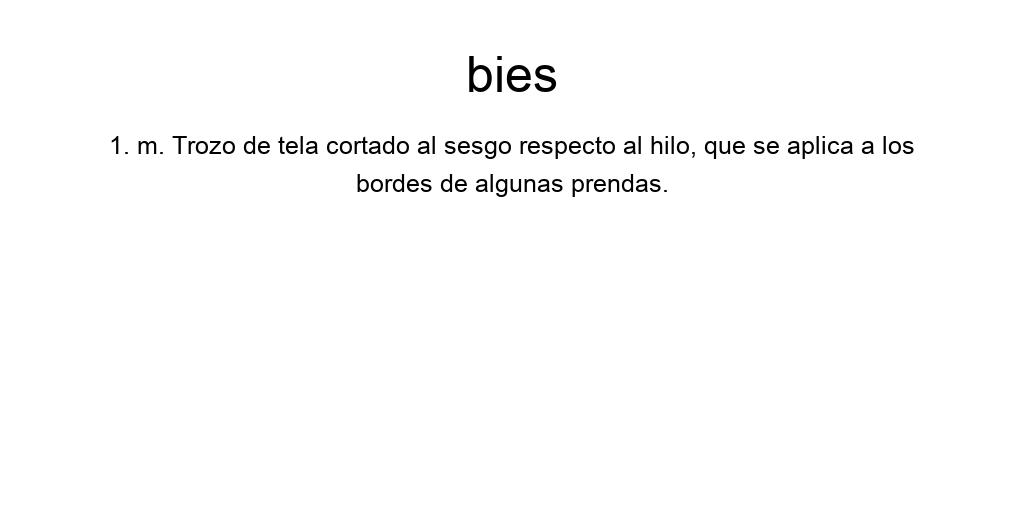 bies
1. m. Trozo de tela cortado al sesgo respecto al hilo, que se aplica a los
bordes de algunas prendas.